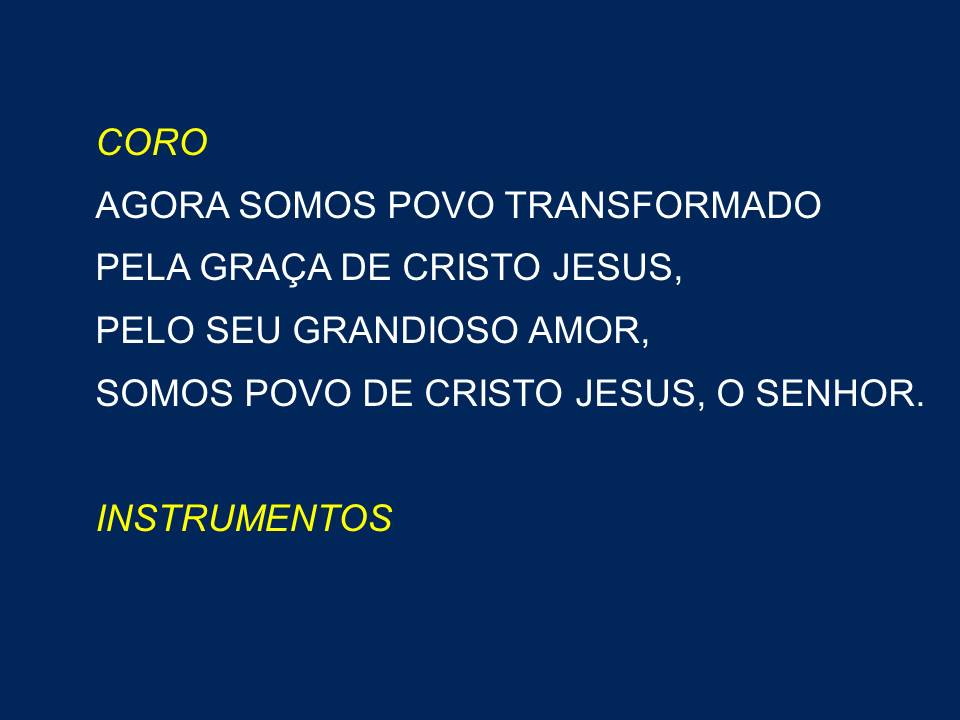 CORO
AGORA SOMOS POVO TRANSFORMADO
PELA GRAÇA DE CRISTO JESUS,
PELO SEU GRANDIOSO AMOR,
SOMOS POVO DE CRISTO JESUS, O SENHOR.
INSTRUMENTOS